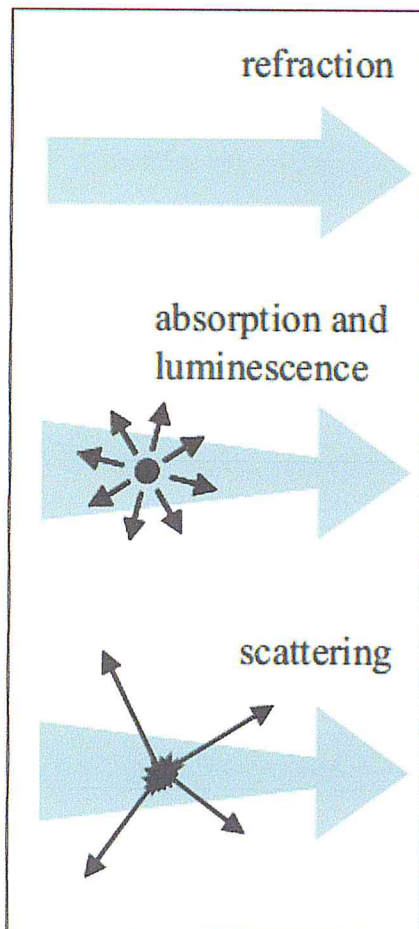 refraction
absorption and
luminescence
scattering